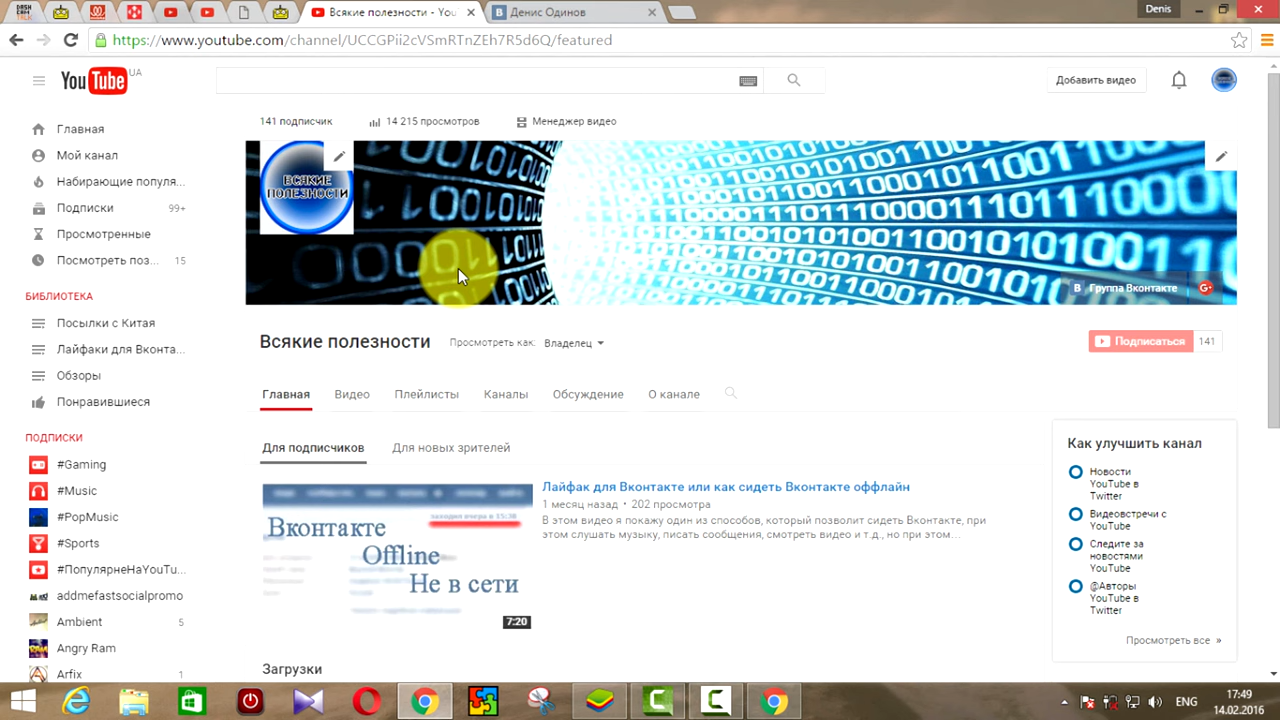 Всякие полезности - You
Денис Одинов
Denis
https://www.youtube.com/channel/UCCGPii2cVSmRTnZEh7R5d6Q/featured
YouTube UA
Добавить видео
141 подписчик
14 215 просмотров
Менеджер видео
Главная
Мой канал
Набирающие популя...
Подписки 99+
Просмотренные
Посмотреть поз... 15
БИБЛИОТЕКА
Посылки с Китая
Лайфаки для Вконта...
Обзоры
Понравившиеся
ПОДПИСКИ
#Gaming
#Music
#PopMusic
#Sports
#ПопулярнеНаYouTu...
addmefastsocialpromo
Ambient 5
Angry Ram
Arfix 1
ВСЯКИЕ
ПОЛЕЗНОСТИ
Группа Вконтакте
Всякие полезности
Просмотреть как:
Владелец
Подписаться 141
Главная
Видео
Плейлисты
Каналы
Обсуждение
О канале
Для подписчиков
Для новых зрителей
Вконтакте
Offline
Не в сети
7:20
Лайфак для Вконтакте или как сидеть Вконтакте оффлайн
1 месяц назад • 202 просмотра
В этом видео я покажу один из способов, который позволит сидеть Вконтакте, при
этом слушать музыку, писать сообщения, смотреть видео и т.д., но при этом...
Загрузки
Как улучшить канал
Новости
YouTube в
Twitter
Видеовстречи с
YouTube
Следите за
новостями
YouTube
@Авторы
YouTube в
Twitter
Просмотреть все »
ENG
17:49
14.02.2016